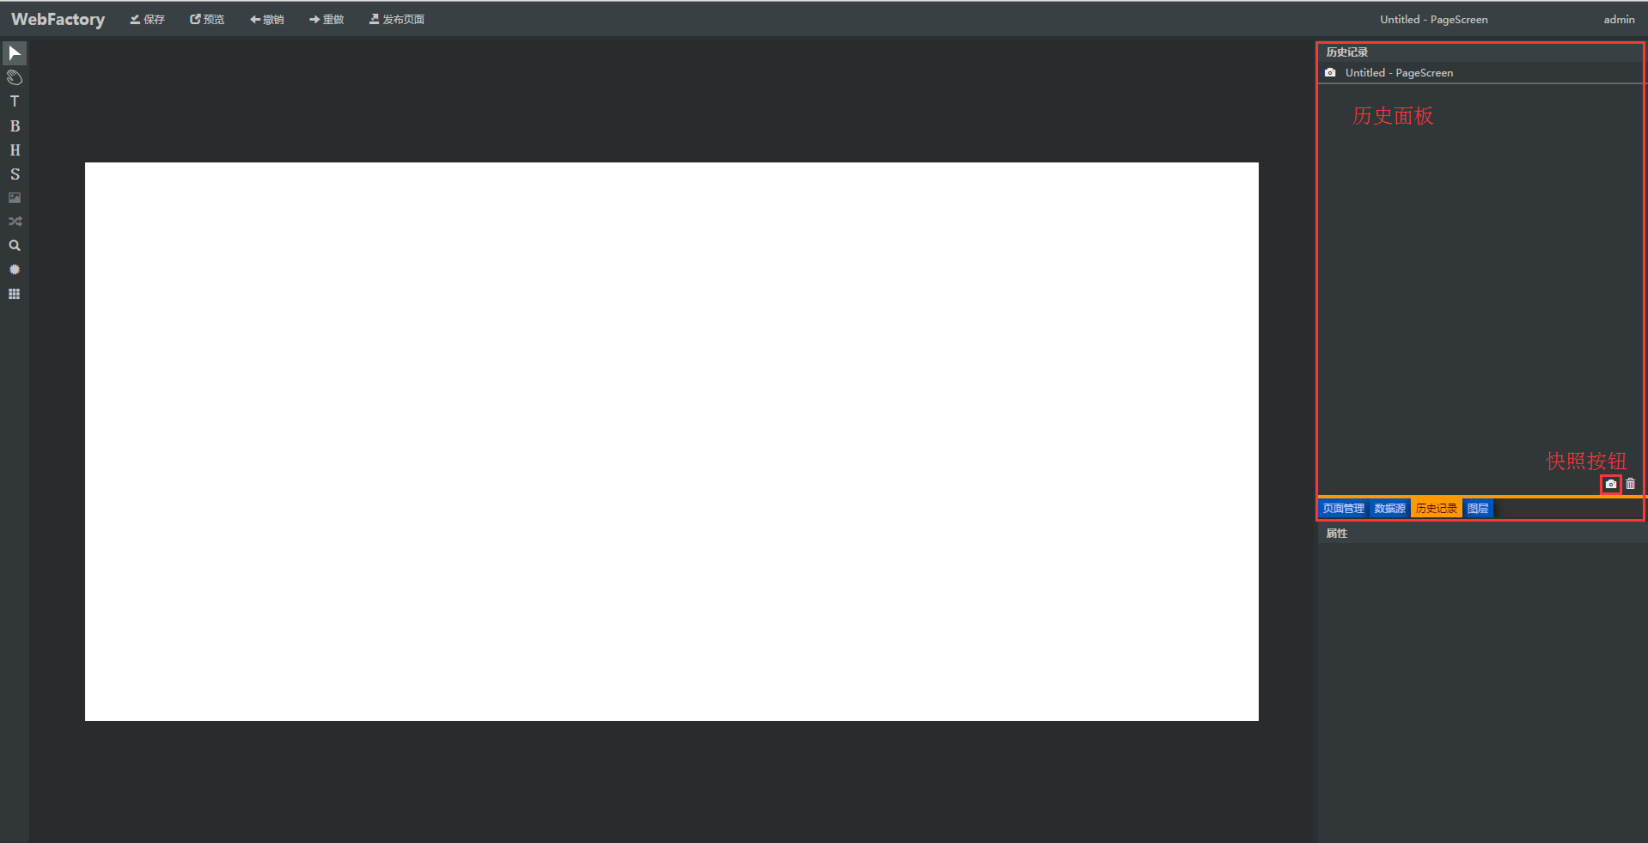 WebFactory 保存 预览 撤销 重做 发布页面 Untitled - PageScreen admin
T
B
H
S
历史记录
Untitled - PageScreen
历史面板
快照按钮
页面管理 数据源 历史记录 图层
属性